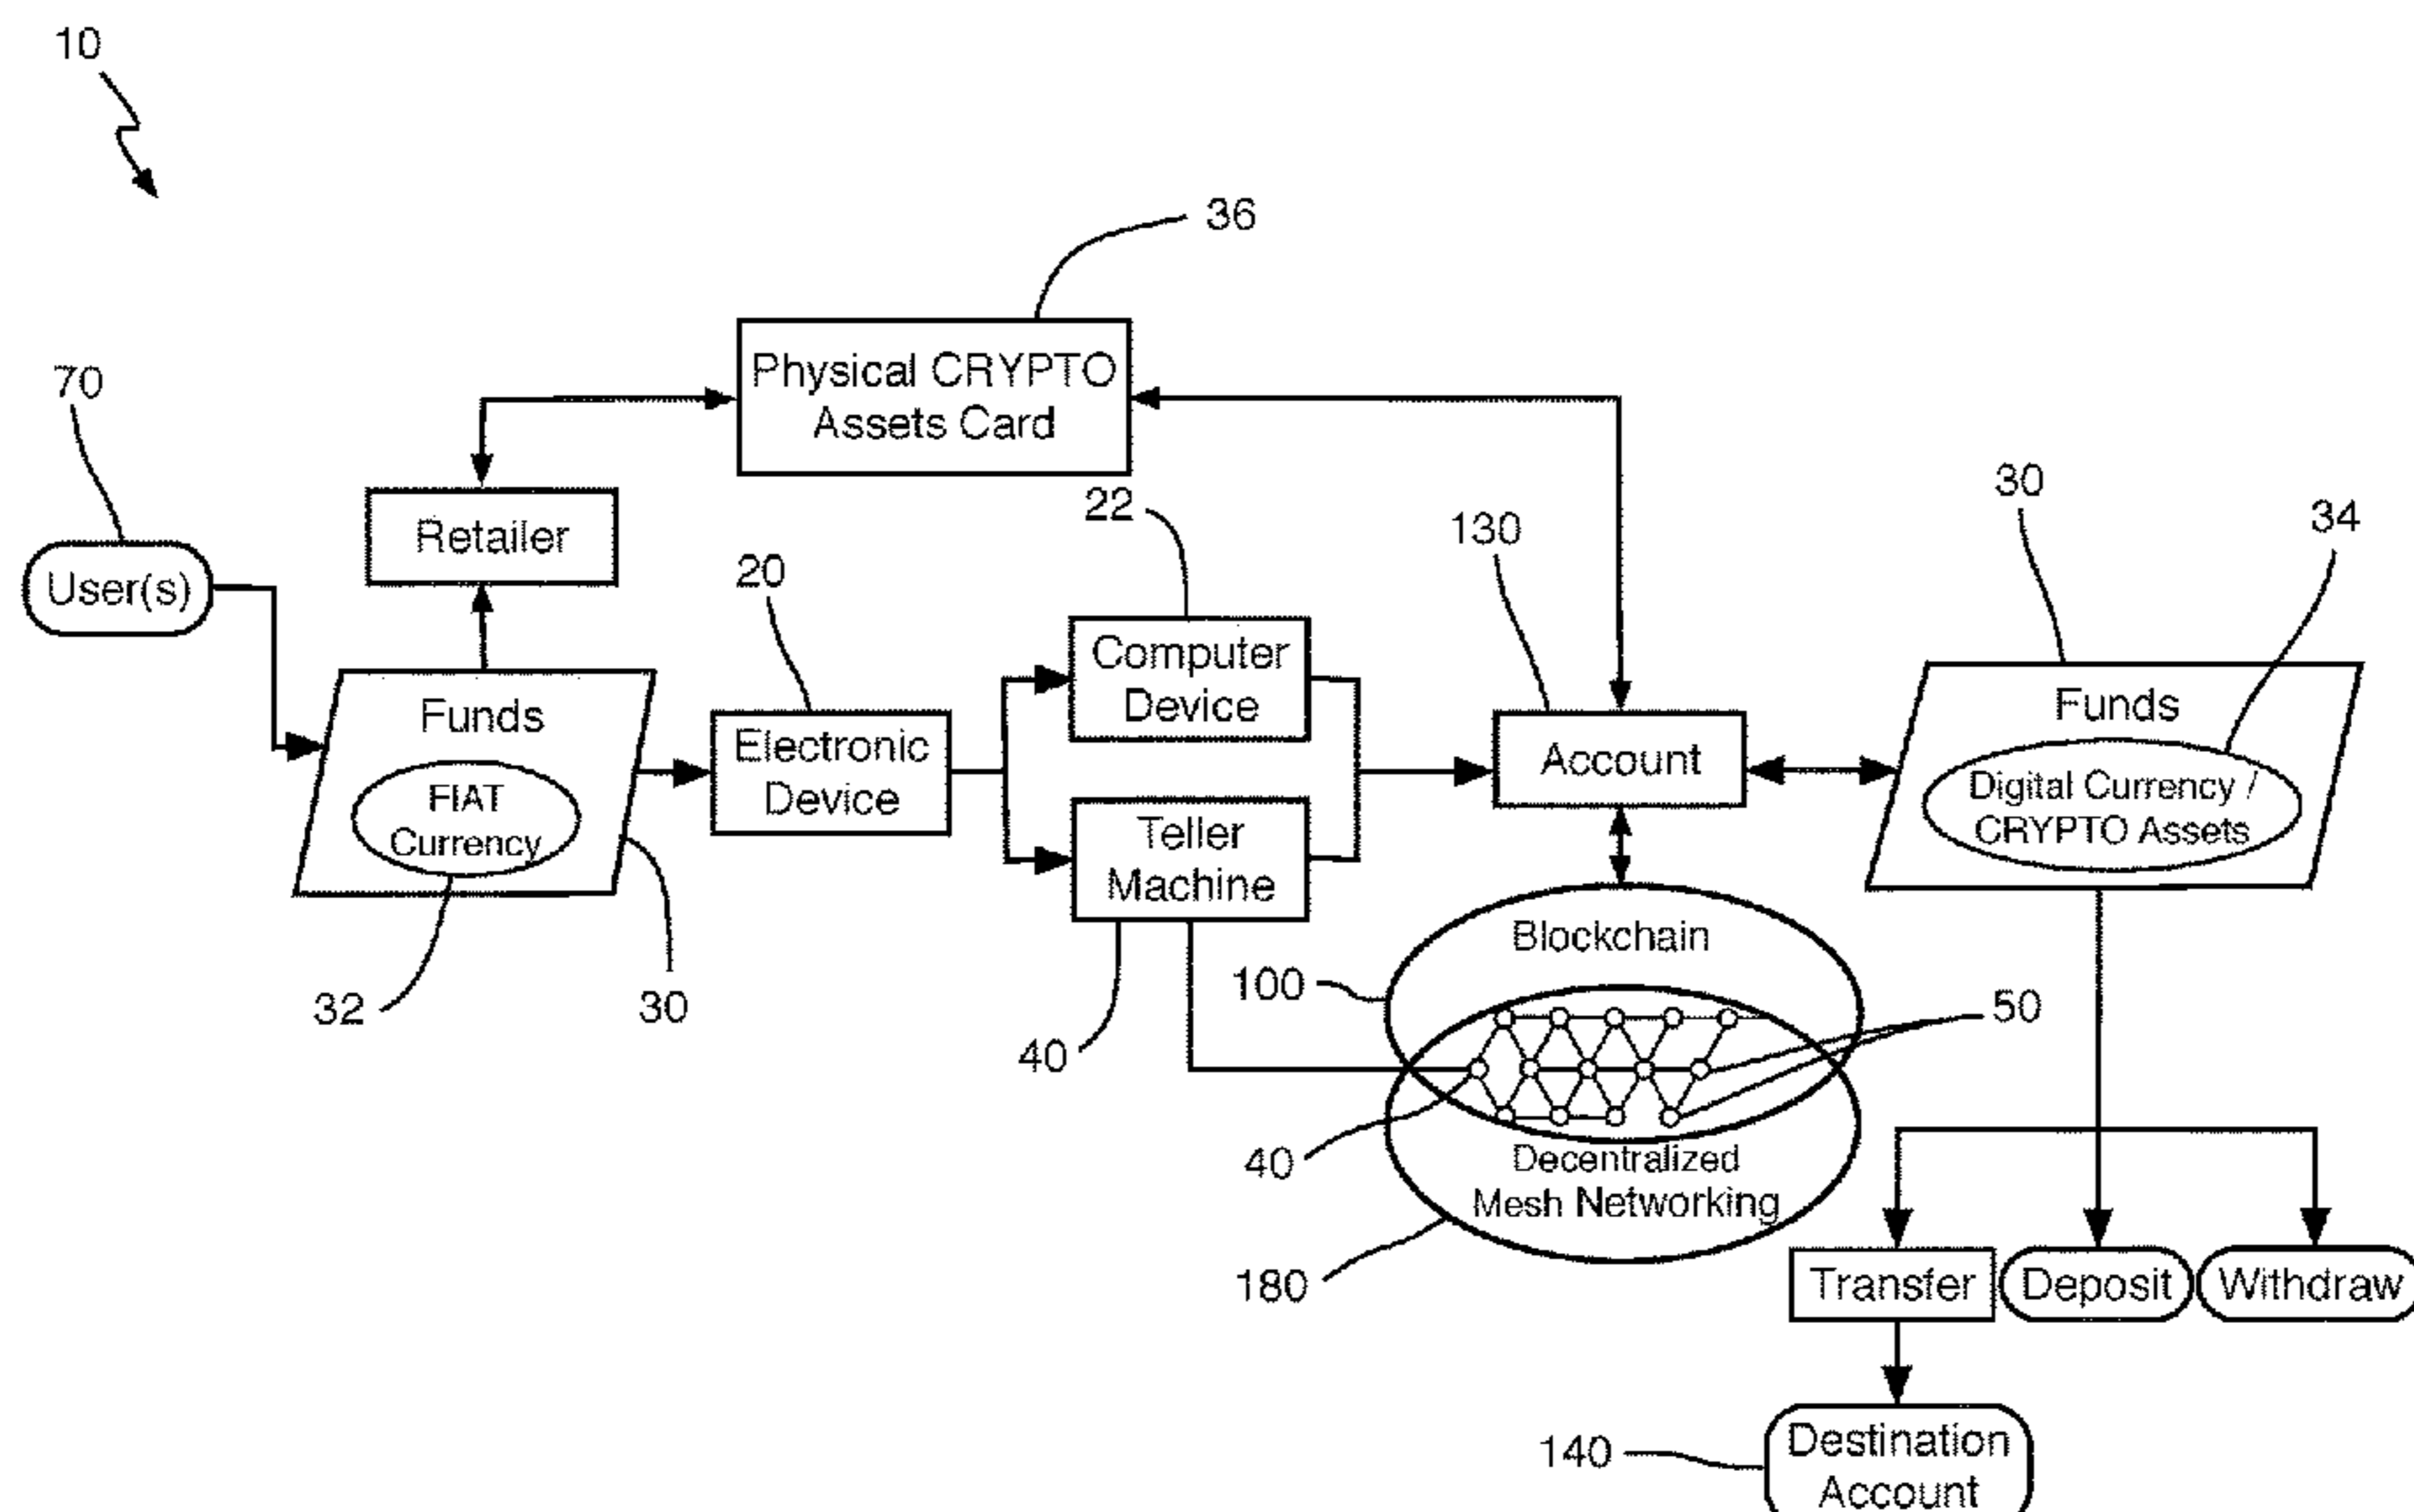 10
36
Physical CRYPTO
Assets Card
70
User(s)
Retailer
22
130
30
34
20
Computer
Device
Funds
FIAT
Currency
Electronic
Device
Account
Funds
Digital Currency /
CRYPTO Assets
Teller
Machine
32
30
40
Blockchain
100
50
40
Decentralized
Mesh Networking
180
Transfer
Deposit
Withdraw
140
Destination
Account